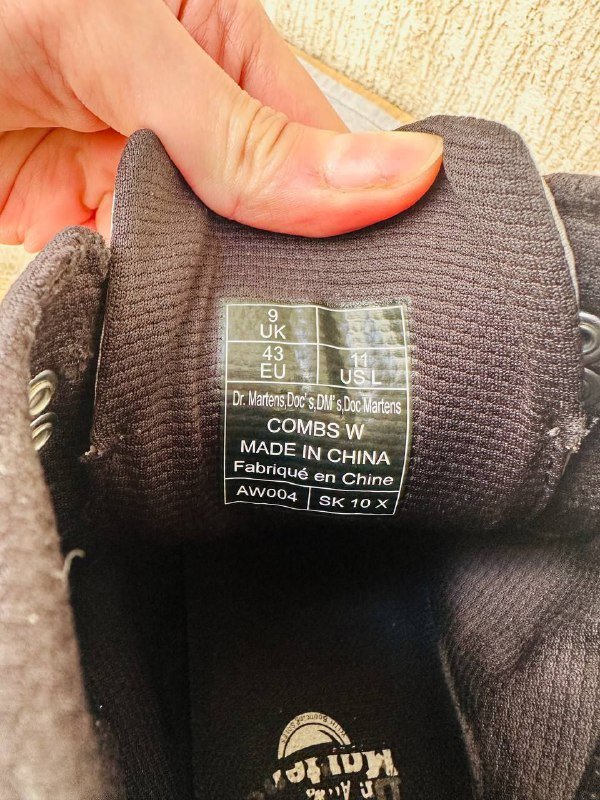 9
UK
43
EU
11
US L
Dr. Martens,Doc's,DM's,Doc Martens
COMBS W
MADE IN CHINA
Fabriqué en Chine
AW004
SK 10 X